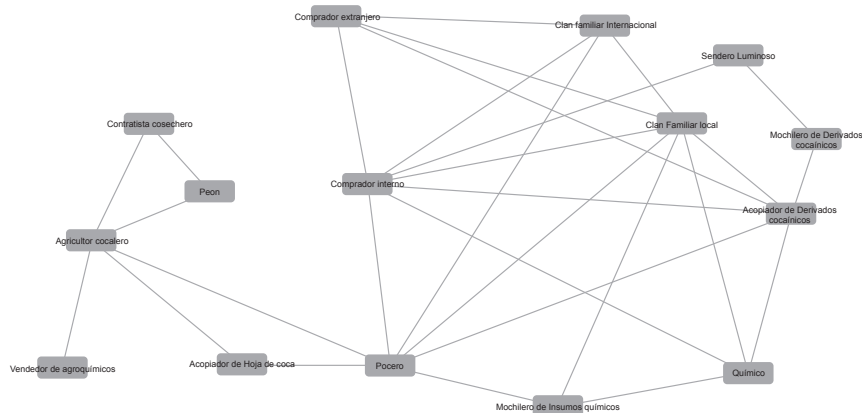 Comprador extranjero
Clan familiar Internacional
Sendero Luminoso
Contratista cosechero
Clan Familiar local
Mochilero de Derivados
cocaínicos
Comprador interno
Peon
Acopiador de Derivados
cocaínicos
Agricultor cocalero
Vendedor de agroquímicos
Acopiador de Hoja de coca
Pocero
Químico
Mochilero de Insumos químicos